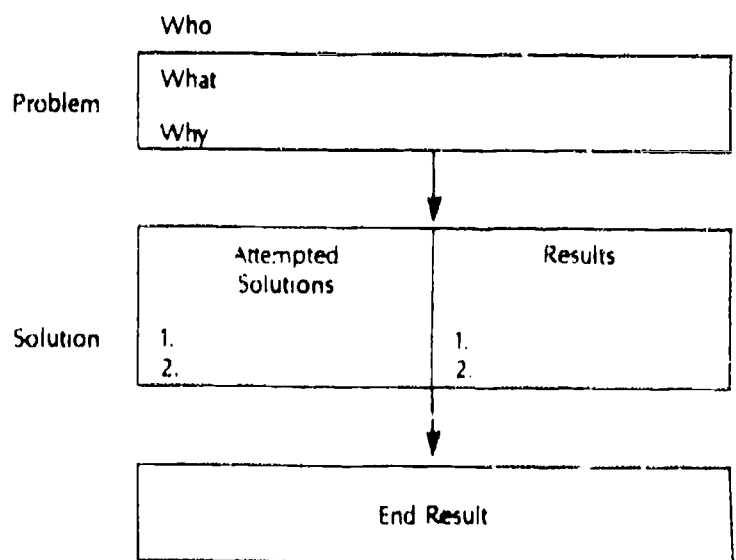 Who
Problem
What
Why
Attempted
Solutions
Results
Solution
1.
2.
1.
2.
End Result